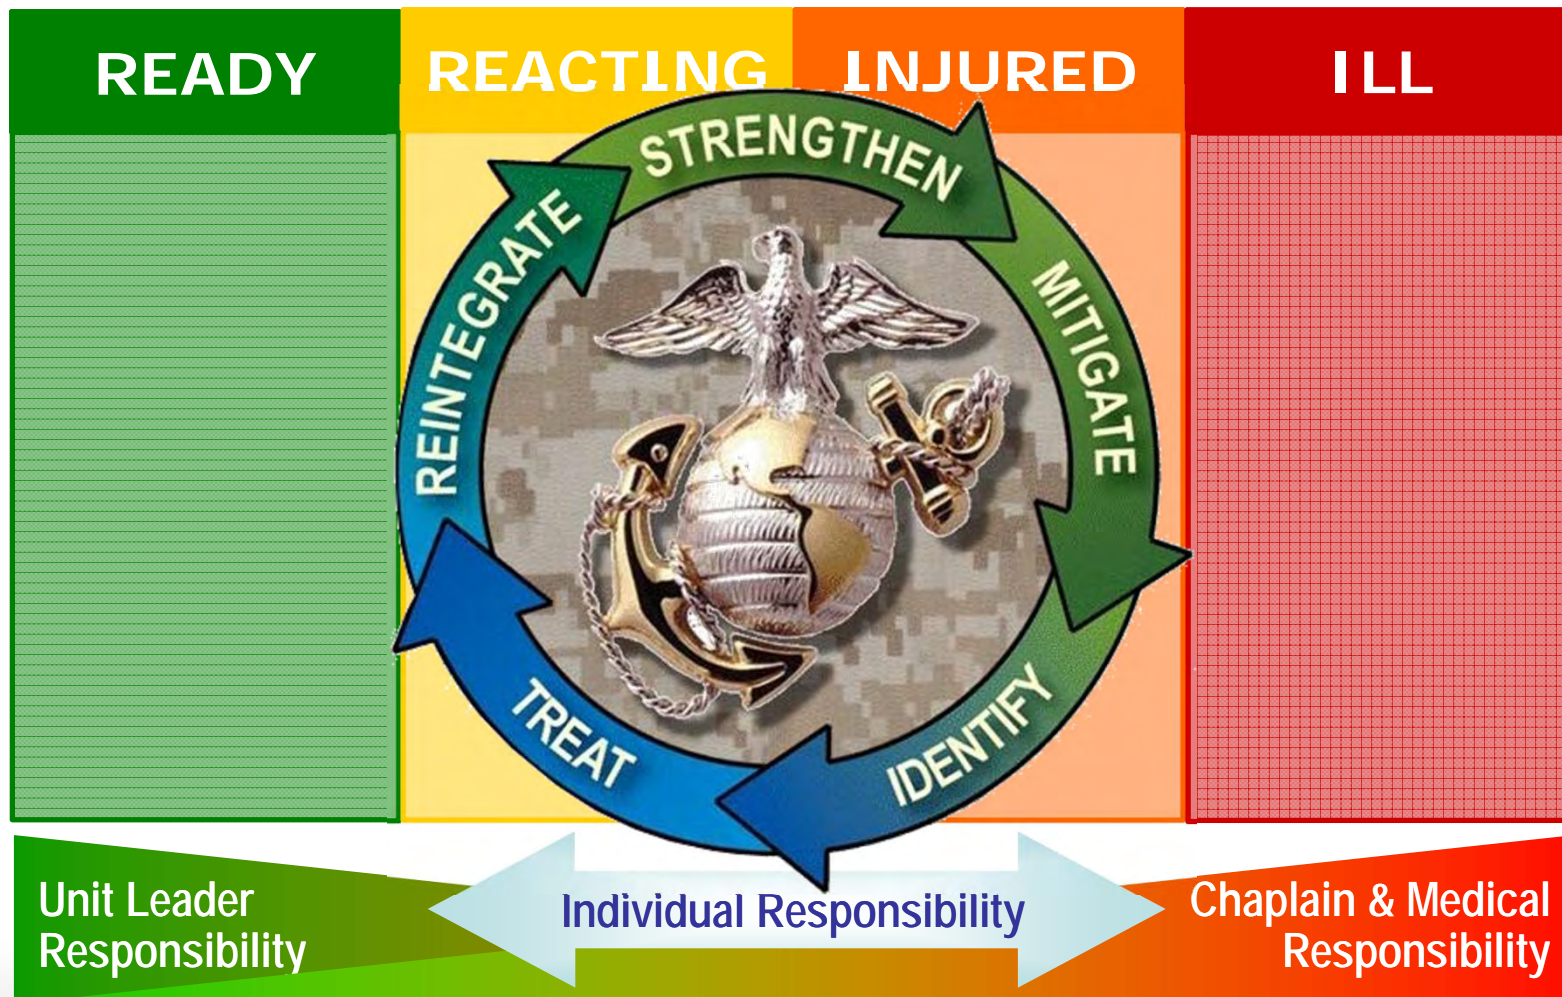 READY
REACTING
INJURED
ILL
STRENGTHEN
MITIGATE
IDENTIFY
TREAT
REINTEGRATE
Unit Leader
Responsibility
Individual Responsibility
Chaplain & Medical
Responsibility